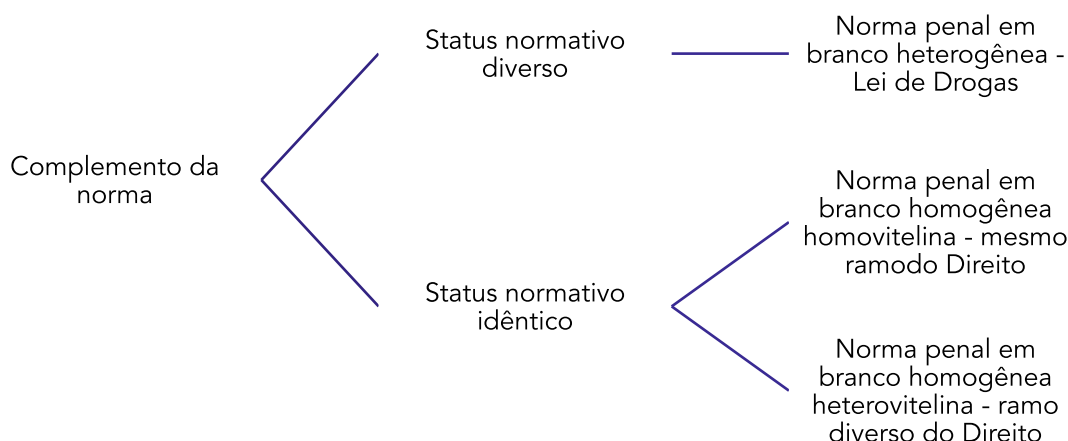 Complemento da
norma
Status normativo
diverso
Norma penal em
branco heterogênea -
Lei de Drogas
Status normativo
idêntico
Norma penal em
branco homogênea
homovitelina - mesmo
ramodo Direito
Norma penal em
branco homogênea
heterovitelina - ramo
diverso do Direito